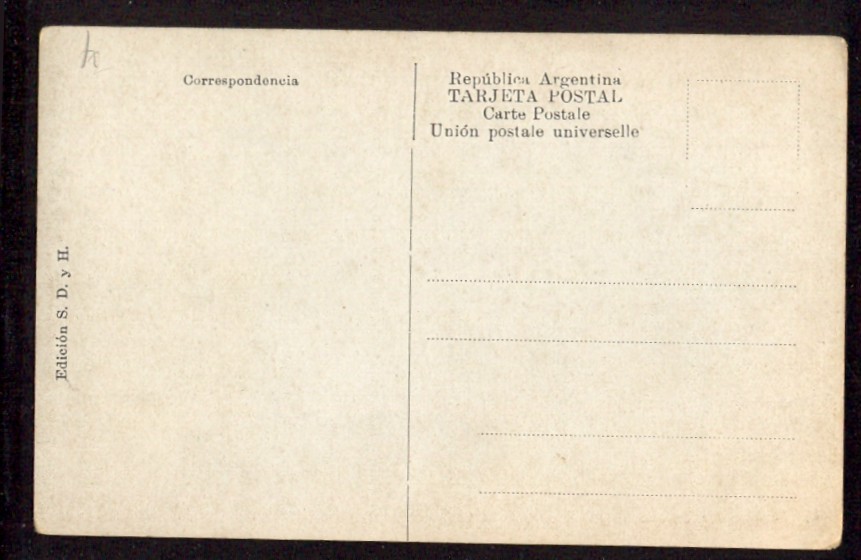 Correspondencia
República Argentina
TARJETA POSTAL
Carte Postale
Unión postale universelle
Edición S. D. y H.